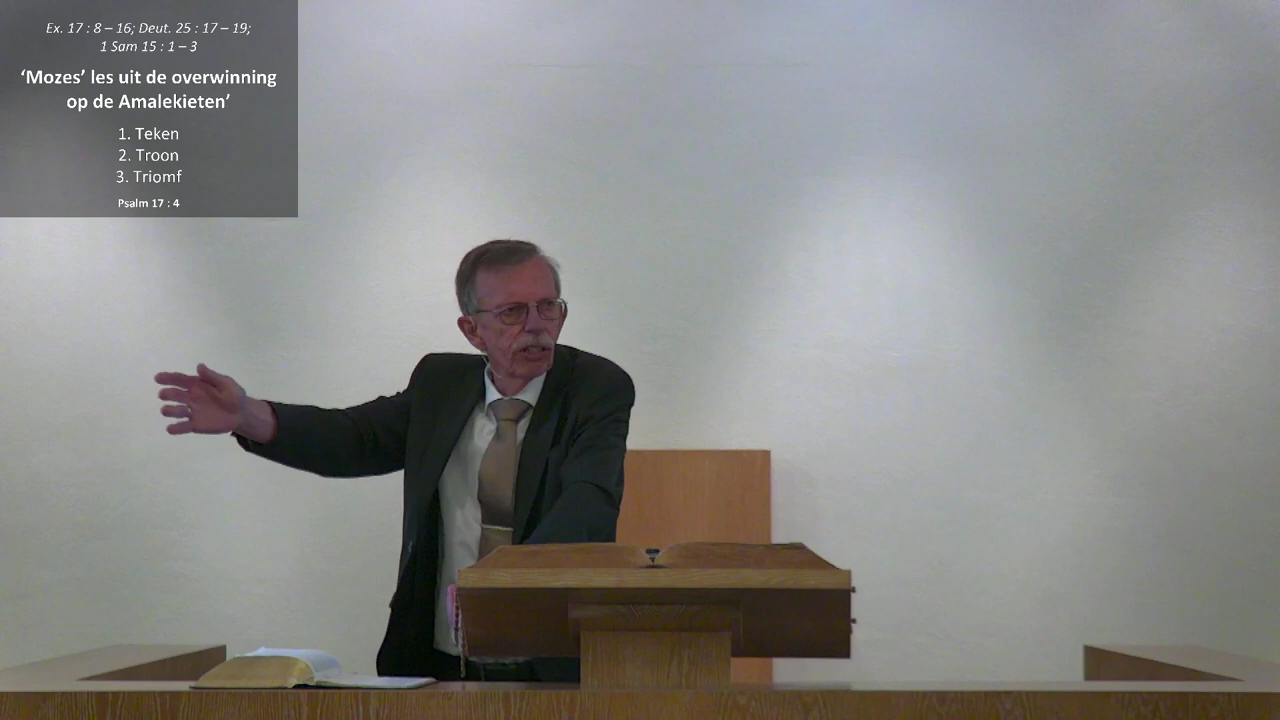 Ex. 17 : 8 – 16; Deut. 25 : 17 – 19;
1 Sam 15 : 1 – 3
‘Mozes’ les uit de overwinning
op de Amalekieten’
1. Teken
2. Troon
3. Triomf
Psalm 17 : 4